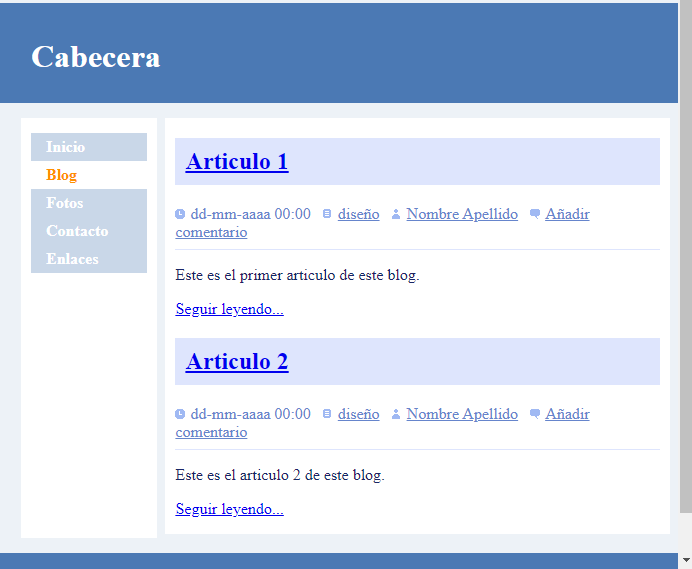 Cabecera
Inicio
Blog
Fotos
Contacto
Enlaces
Articulo 1
dd-mm-aaaa 00:00 diseño Nombre Apellido Añadir
comentario
Este es el primer articulo de este blog.
Seguir leyendo...
Articulo 2
dd-mm-aaaa 00:00 diseño Nombre Apellido Añadir
comentario
Este es el articulo 2 de este blog.
Seguir leyendo...